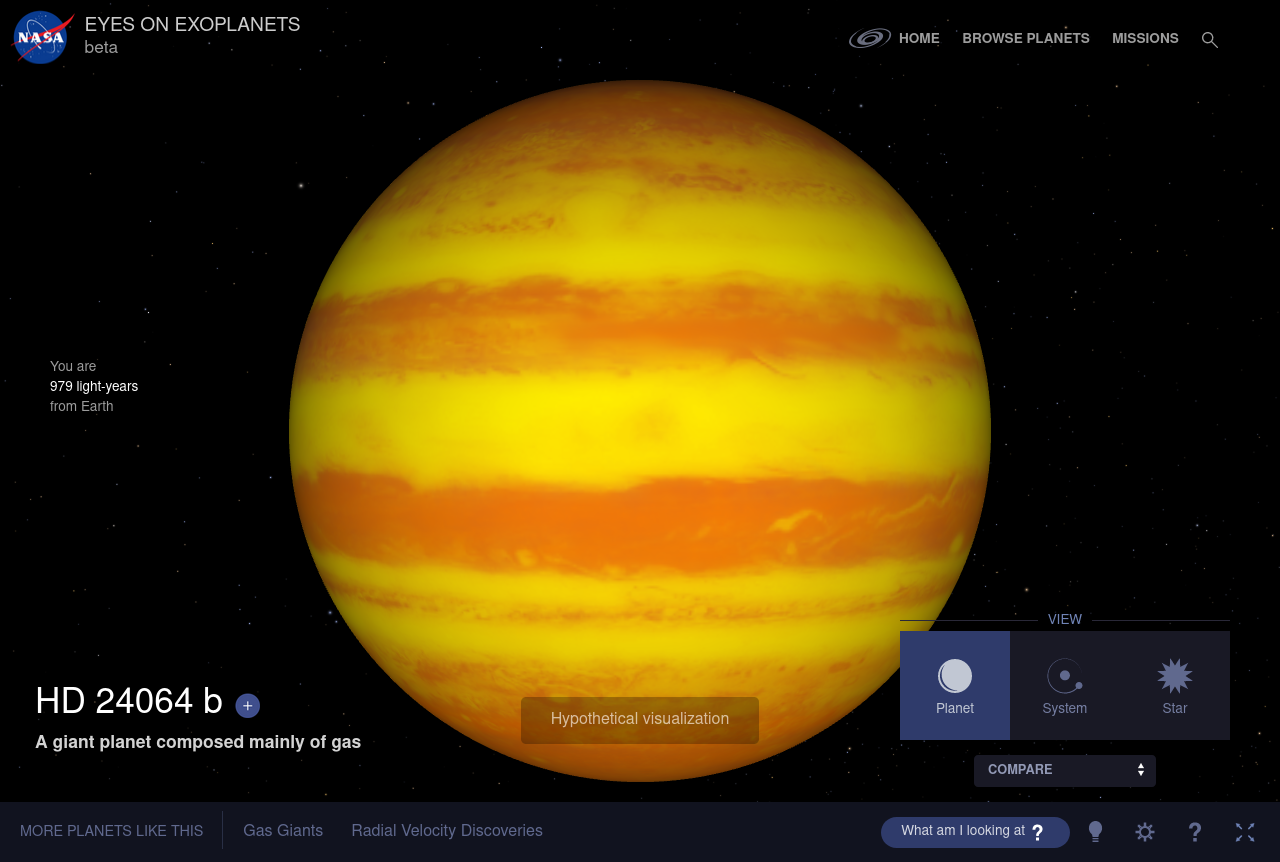 NASA
EYES ON EXOPLANETS
beta
HOME
BROWSE PLANETS
MISSIONS
You are
979 light-years
from Earth
VIEW
Planet
System
Star
HD 24064 b +
A giant planet composed mainly of gas
Hypothetical visualization
COMPARE
MORE PLANETS LIKE THIS
Gas Giants
Radial Velocity Discoveries
What am I looking at ?
?